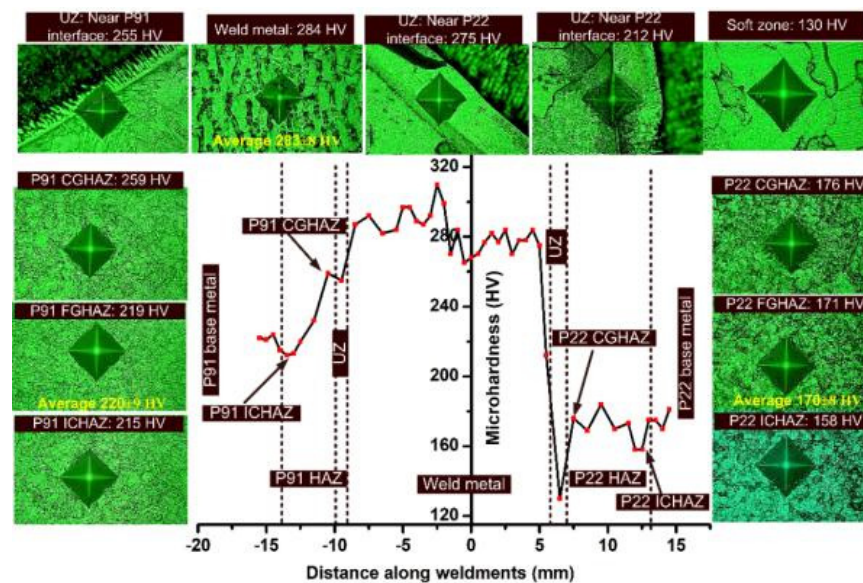 UZ: Near P91
interface: 255 HV
Weld metal: 284 HV
UZ: Near P22
interface: 275 HV
UZ: Near P22
interface: 212 HV
Soft zone: 130 HV
Average 283±8 HV
P91 CGHAZ: 259 HV
P91 FGHAZ: 219 HV
Average 220±9 HV
P91 ICHAZ: 215 HV
P22 CGHAZ: 176 HV
P22 FGHAZ: 171 HV
Average 170±8 HV
P22 ICHAZ: 158 HV
320
280
240
200
160
120
Microhardness (HV)
P91 base metal
P91 CGHAZ
UZ
P91 ICHAZ
P91 HAZ
Weld metal
UZ
P22 CGHAZ
P22 HAZ
P22 ICHAZ
P22 base metal
-20 -15 -10 -5 0 5 10 15
Distance along weldments (mm)